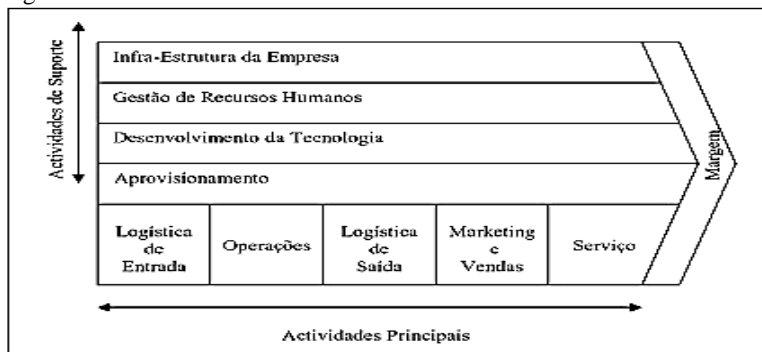 Actividades de Suporte
Infra-Estrutura da Empresa
Gestão de Recursos Humanos
Desenvolvimento da Tecnologia
Aprovisionamento
Margem
Logística
de
Entrada
Operações
Logística
de
Saída
Marketing
e
Vendas
Serviço
Actividades Principais